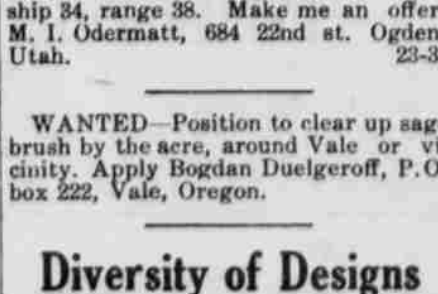 ship 34, range 38. Make me an offer
M. I. Odermatt, 684 22nd st. Ogden
Utah. 23-3
WANTED—Position to clear up sag
brush by the acre, around Vale or vi
cinity. Apply Bogdan Duelgeroff, P.O
box 222, Vale, Oregon.
Diversity of Designs